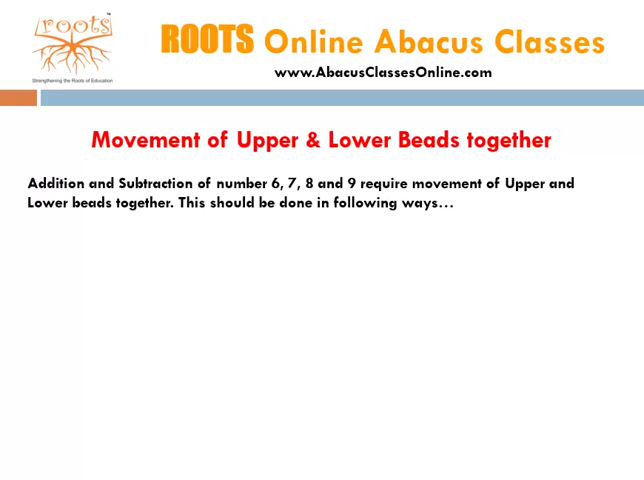 roots™
Strengthening the Roots of Education
ROOTS Online Abacus Classes
www.AbacusClassesOnline.com
Movement of Upper & Lower Beads together
Addition and Subtraction of number 6, 7, 8 and 9 require movement of Upper and
Lower beads together. This should be done in following ways…